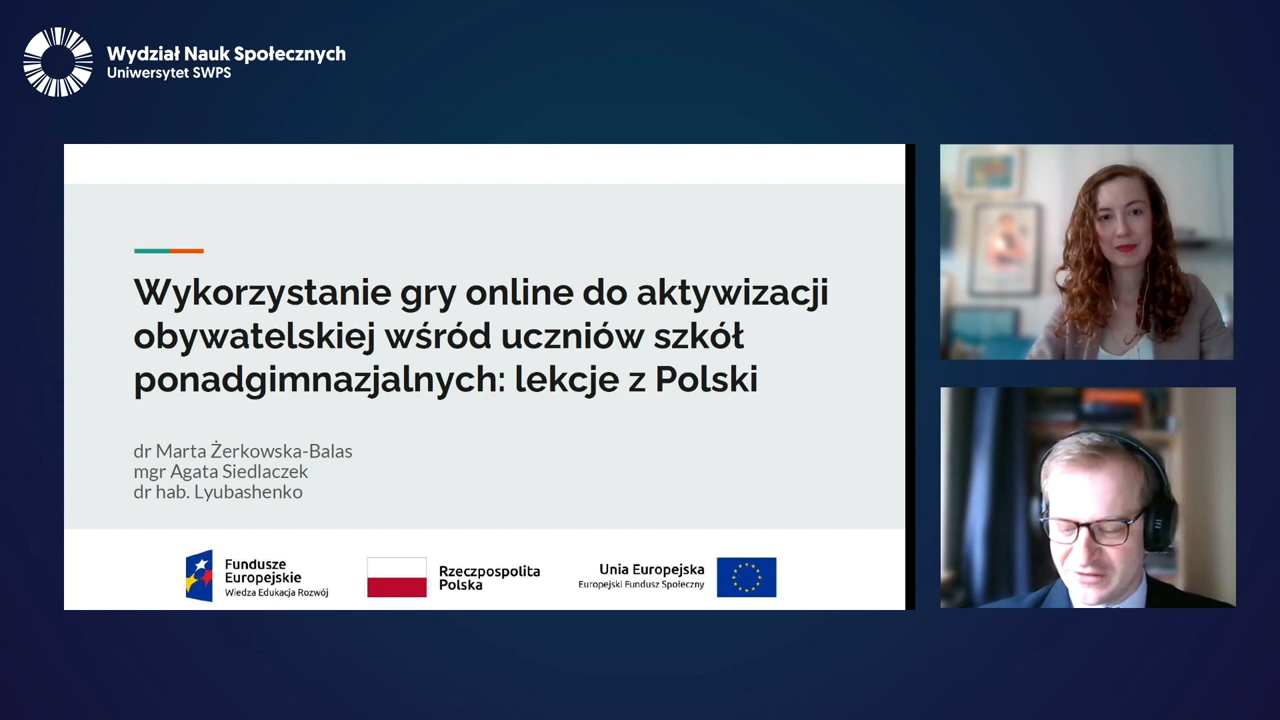 Wydział Nauk Społecznych
Uniwersytet SWPS
Wykorzystanie gry online do aktywizacji
obywatelskiej wśród uczniów szkół
ponadgimnazjalnych: lekcje z Polski
dr Marta Żerkowska-Balas
mgr Agata Siedlaczek
dr hab. Lyubashenko
Fundusze
Europejskie
Wiedza Edukacja Rozwój
Rzeczpospolita
Polska
Unia Europejska
Europejski Fundusz Społeczny